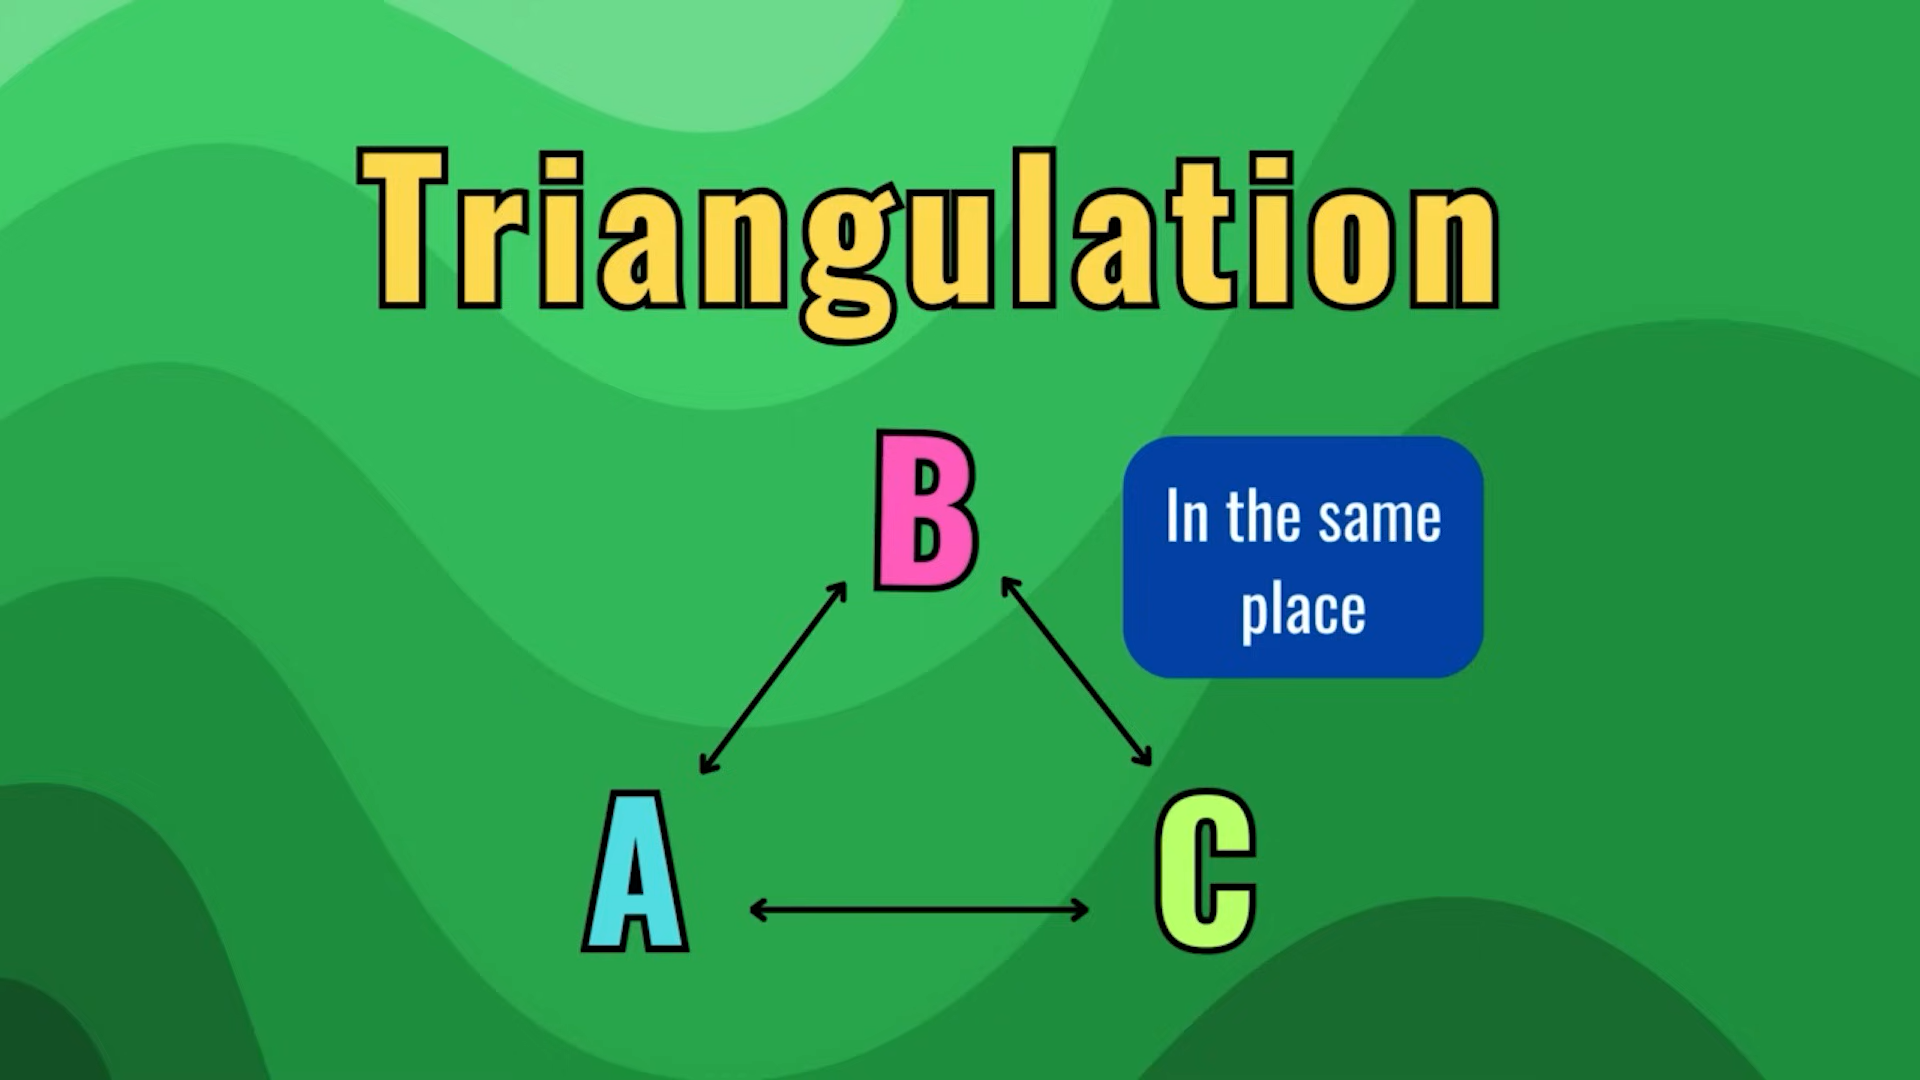 Triangulation
B
In the same
place
A
C